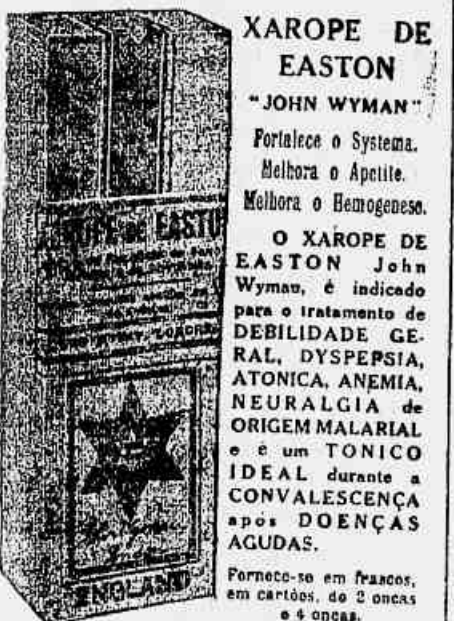 XAROPE DE
EASTON
"JOHN WYMAN"
Fortalece o Systema.
Melhora o Apetite.
Melhora o Hemogenese.
O XAROPE DE
EASTON John
Wyman, é indicado
para o tratamento de
DEBILIDADE GE-
RAL, DYSPEPSIA,
ATONICA, ANEMIA,
NEURALGIA de
ORIGEM MALARIAL
e é um TONICO
IDEAL durante a
CONVALESCENÇA
após DOENÇAS
AGUDAS.
Fornece-se em frascos,
em cartões, de 2 onças
e 4 onças.
DE EASTON
ENGLAND